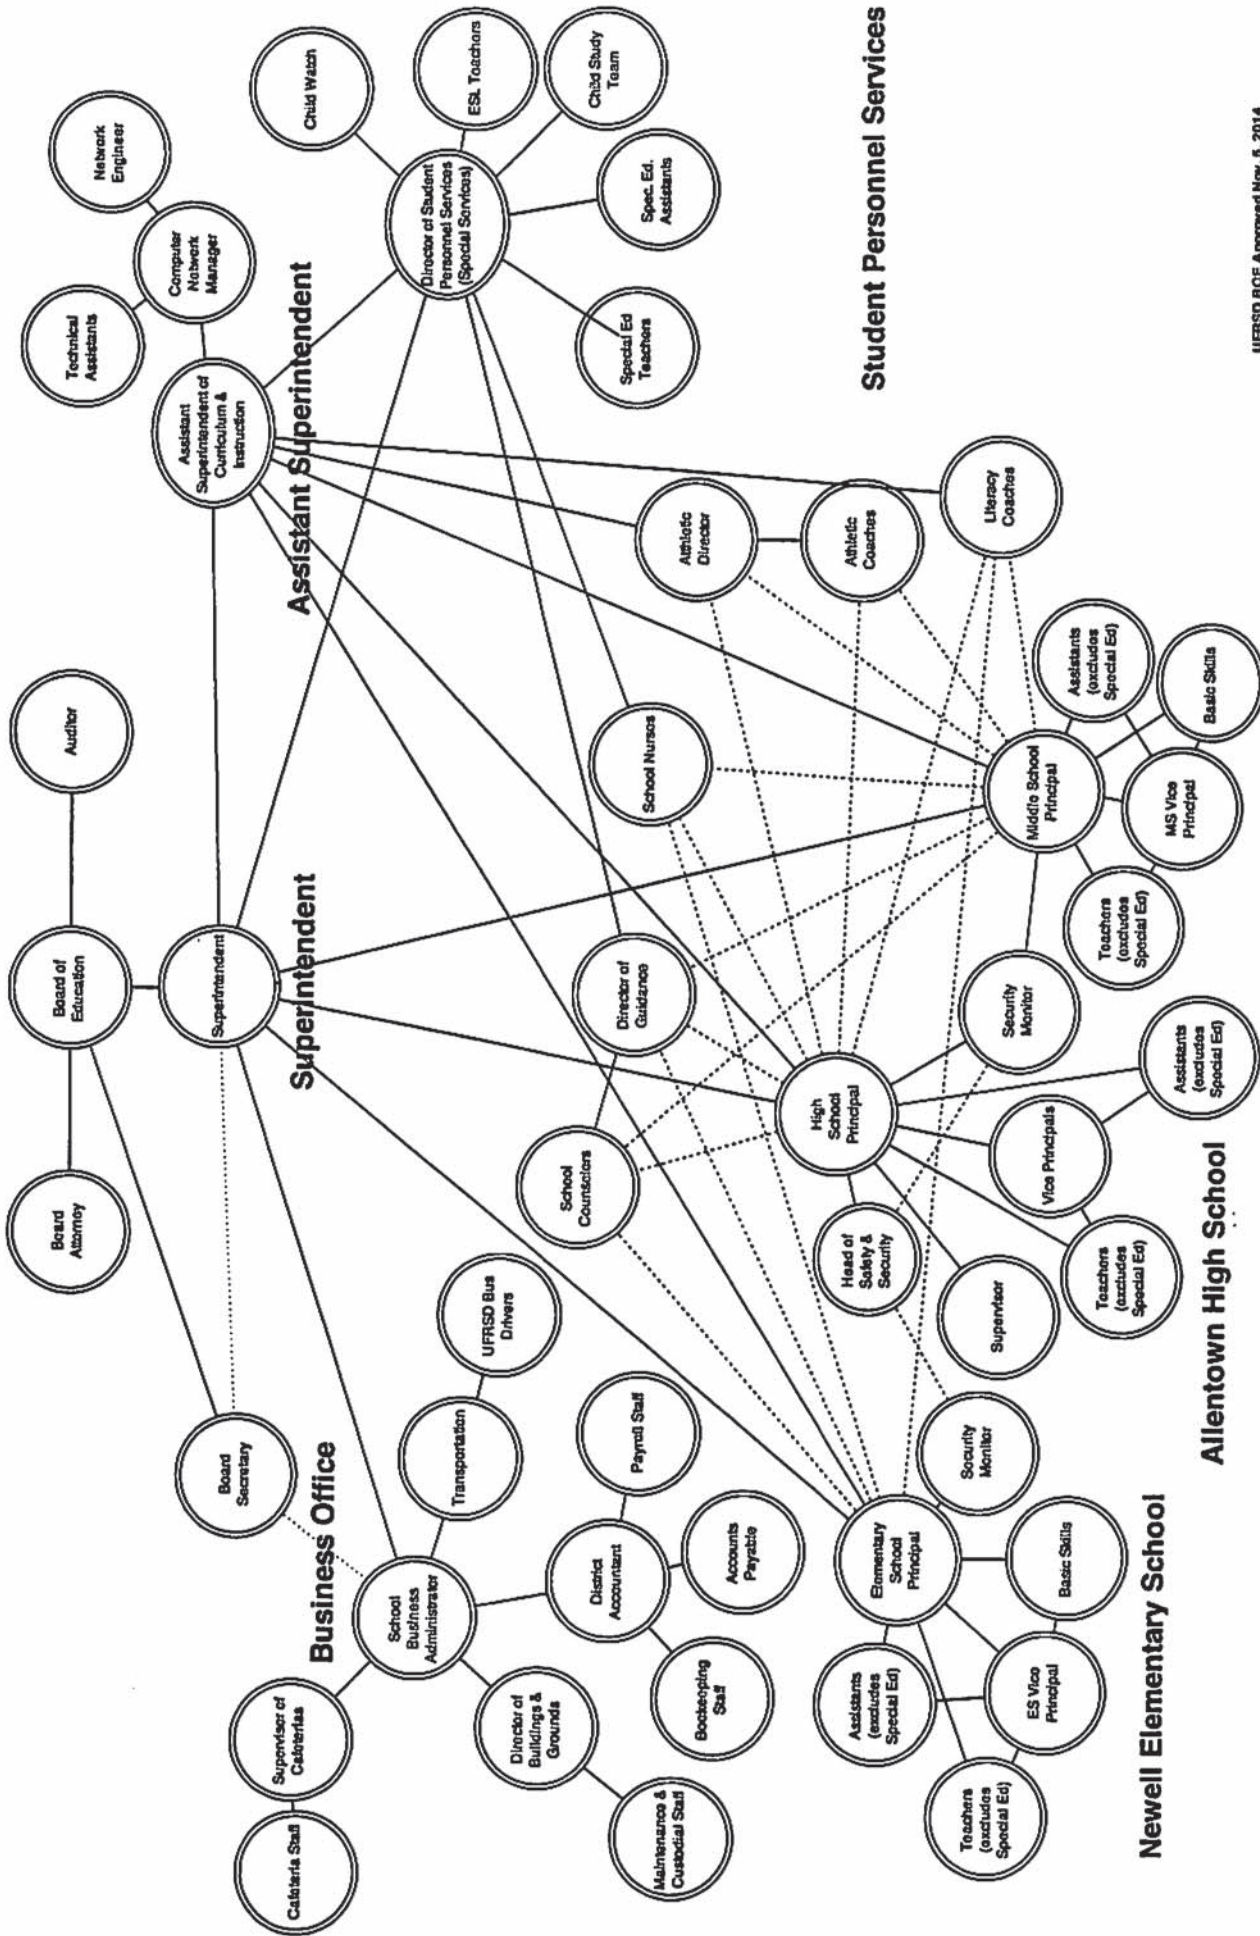 Board
Attorney
Board of
Education
Auditor
Superintendent
Superintendent
Board
Secretary
Business Office
Cafeteria Staff
Supervisor of
Cafeterias
School
Business
Administrator
Transportation
UFRSD Bus
Drivers
Director of
Buildings &
Grounds
Maintenance &
Custodial Staff
District
Accountant
Payroll Staff
Accounts
Payable
Bookeeping
Staff
Technical
Assistants
Network
Engineer
Computer
Network
Manager
Assistant
Superintendent of
Curriculum &
Instruction
Assistant Superintendent
Child Watch
Director of Student
Personnel Services
(Special Services)
ESL Teachers
Child Study
Team
Spec. Ed.
Assistants
Special Ed
Teachers
Student Personnel Services
School
Counselors
Director of
Guidance
School Nurses
Athletic
Director
Athletic
Coaches
Literacy
Coaches
Elementary
School
Principal
Security
Monitor
Assistants
(excludes
Special Ed)
Basic Skills
ES Vice
Principal
Teachers
(excludes
Special Ed)
Newell Elementary School
High
School
Principal
Head of
Safety &
Security
Supervisor
Security
Monitor
Vice Principals
Teachers
(excludes
Special Ed)
Assistants
(excludes
Special Ed)
Allentown High School
Middle School
Principal
Assistants
(excludes
Special Ed)
Basic Skills
MS Vice
Principal
Teachers
(excludes
Special Ed)
UFRSD BOE Approved Nov. 5, 2014